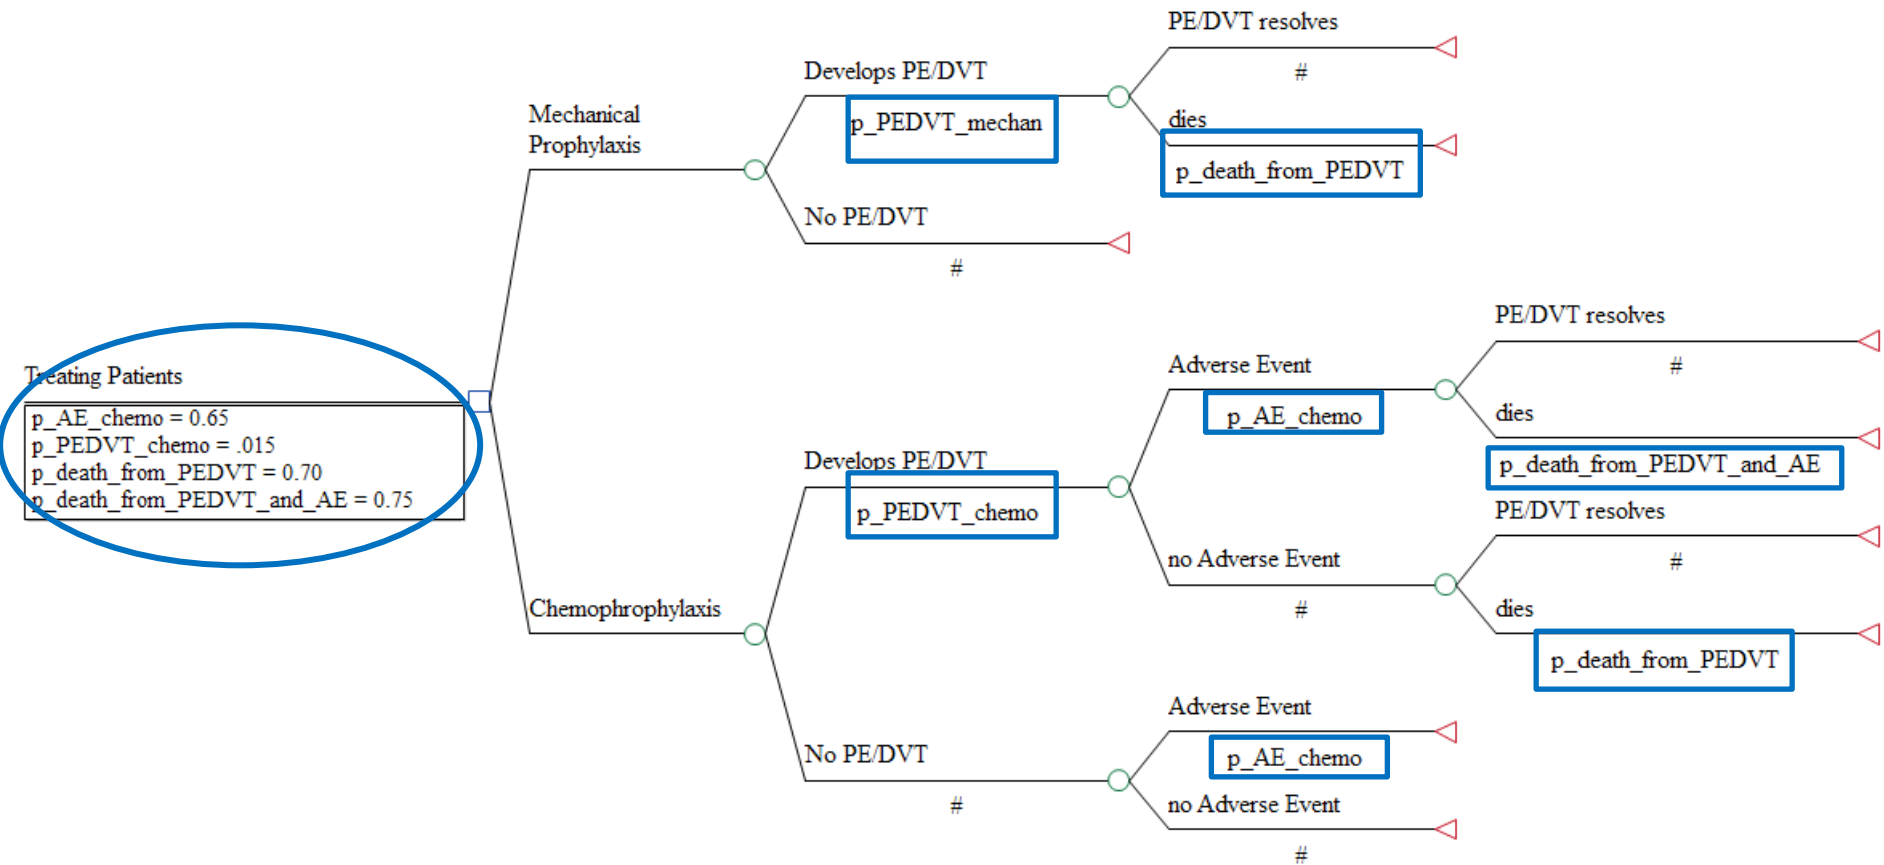 PE/DVT resolves
#
Develops PE/DVT
p_PEDVT_mechan
dies
p_death_from_PEDVT
Mechanical
Prophylaxis
No PE/DVT
#
Treating Patients
p_AE_chemo = 0.65
p_PEDVT_chemo = .015
p_death_from_PEDVT = 0.70
p_death_from_PEDVT_and_AE = 0.75
PE/DVT resolves
#
Adverse Event
p_AE_chemo
dies
p_death_from_PEDVT_and_AE
Develops PE/DVT
p_PEDVT_chemo
PE/DVT resolves
#
no Adverse Event
#
dies
p_death_from_PEDVT
Chemophrophylaxis
Adverse Event
p_AE_chemo
No PE/DVT
#
no Adverse Event
#